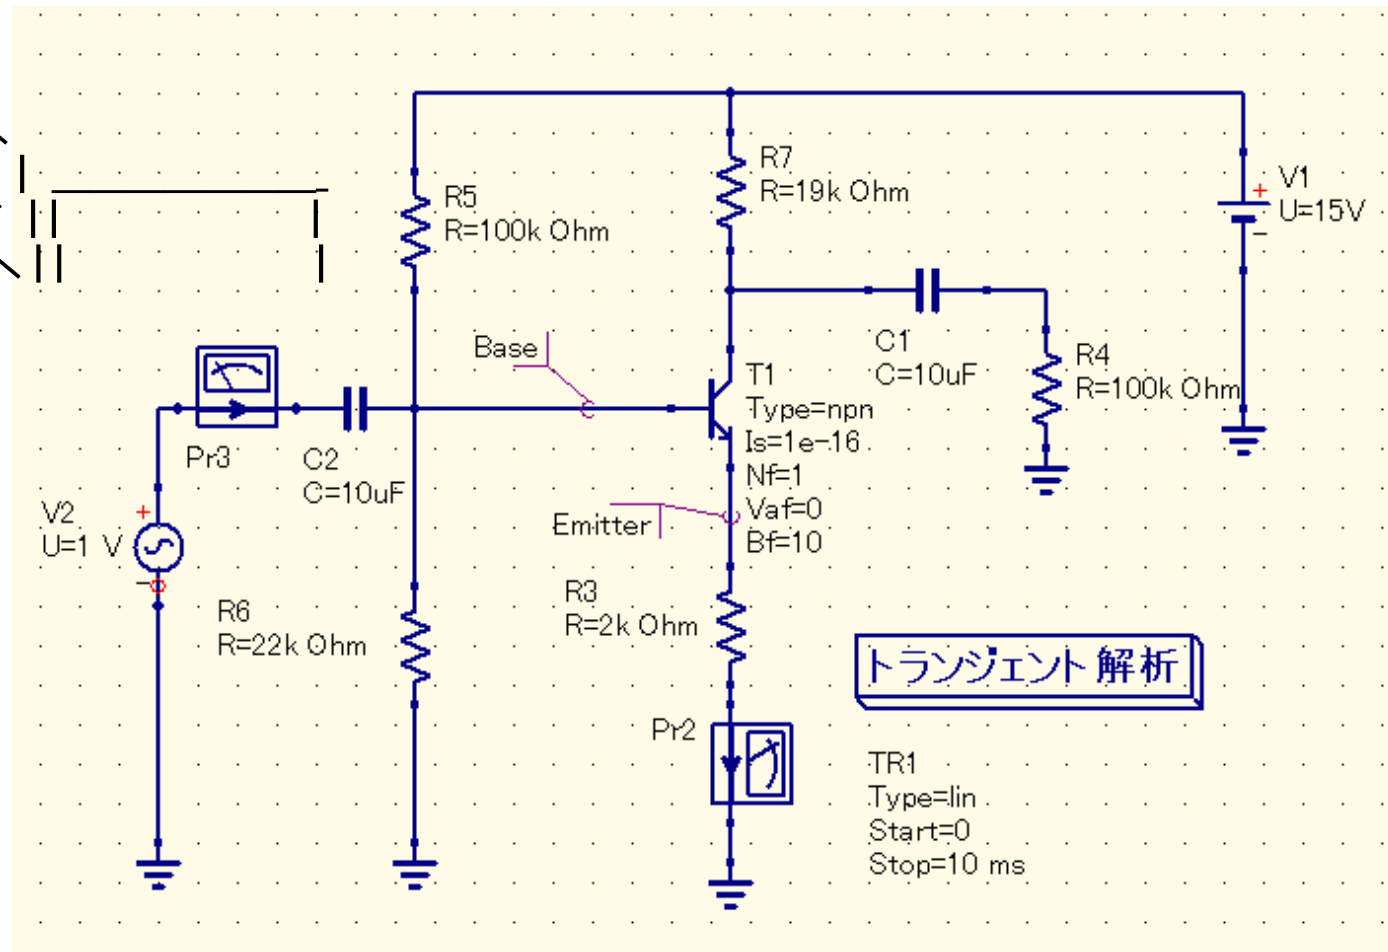 R7
R=19k Ohm
V1
U=15V
R5
R=100k Ohm
Base
C1
C=10uF
R4
R=100k Ohm
T1
Type=npn
Is=1e-16
Nf=1
Vaf=0
Bf=10
Pr3
C2
C=10uF
V2
U=1 V
Emitter
R6
R=22k Ohm
R3
R=2k Ohm
トランジェント解析
Pr2
TR1
Type=lin
Start=0
Stop=10 ms